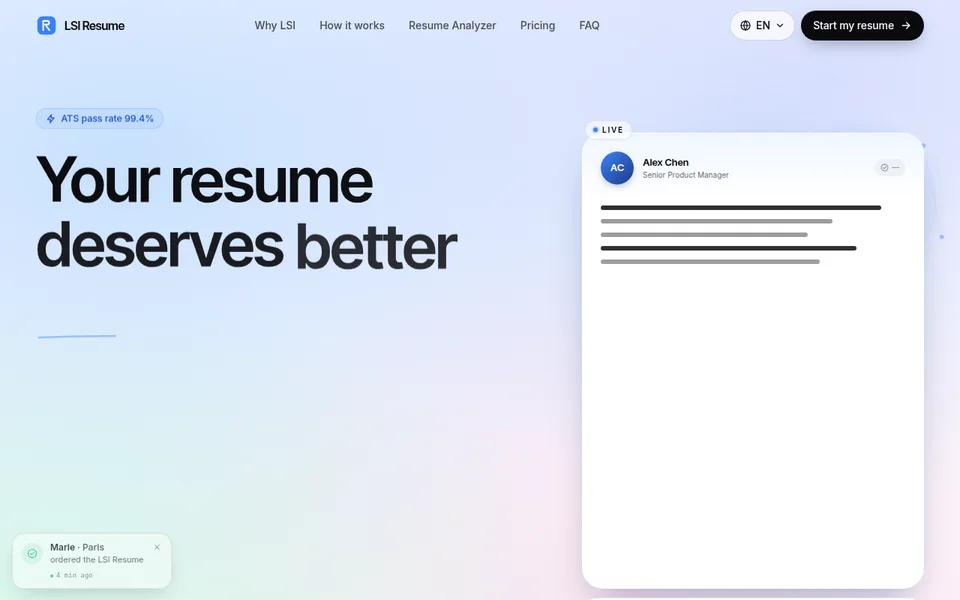 LSI Resume
Why LSI
How it works
Resume Analyzer
Pricing
FAQ
EN
Start my resume →
ATS pass rate 99.4%
Your resume
deserves better
LIVE
AC
Alex Chen
Senior Product Manager
—
Marie · Paris
ordered the LSI Resume
4 min ago